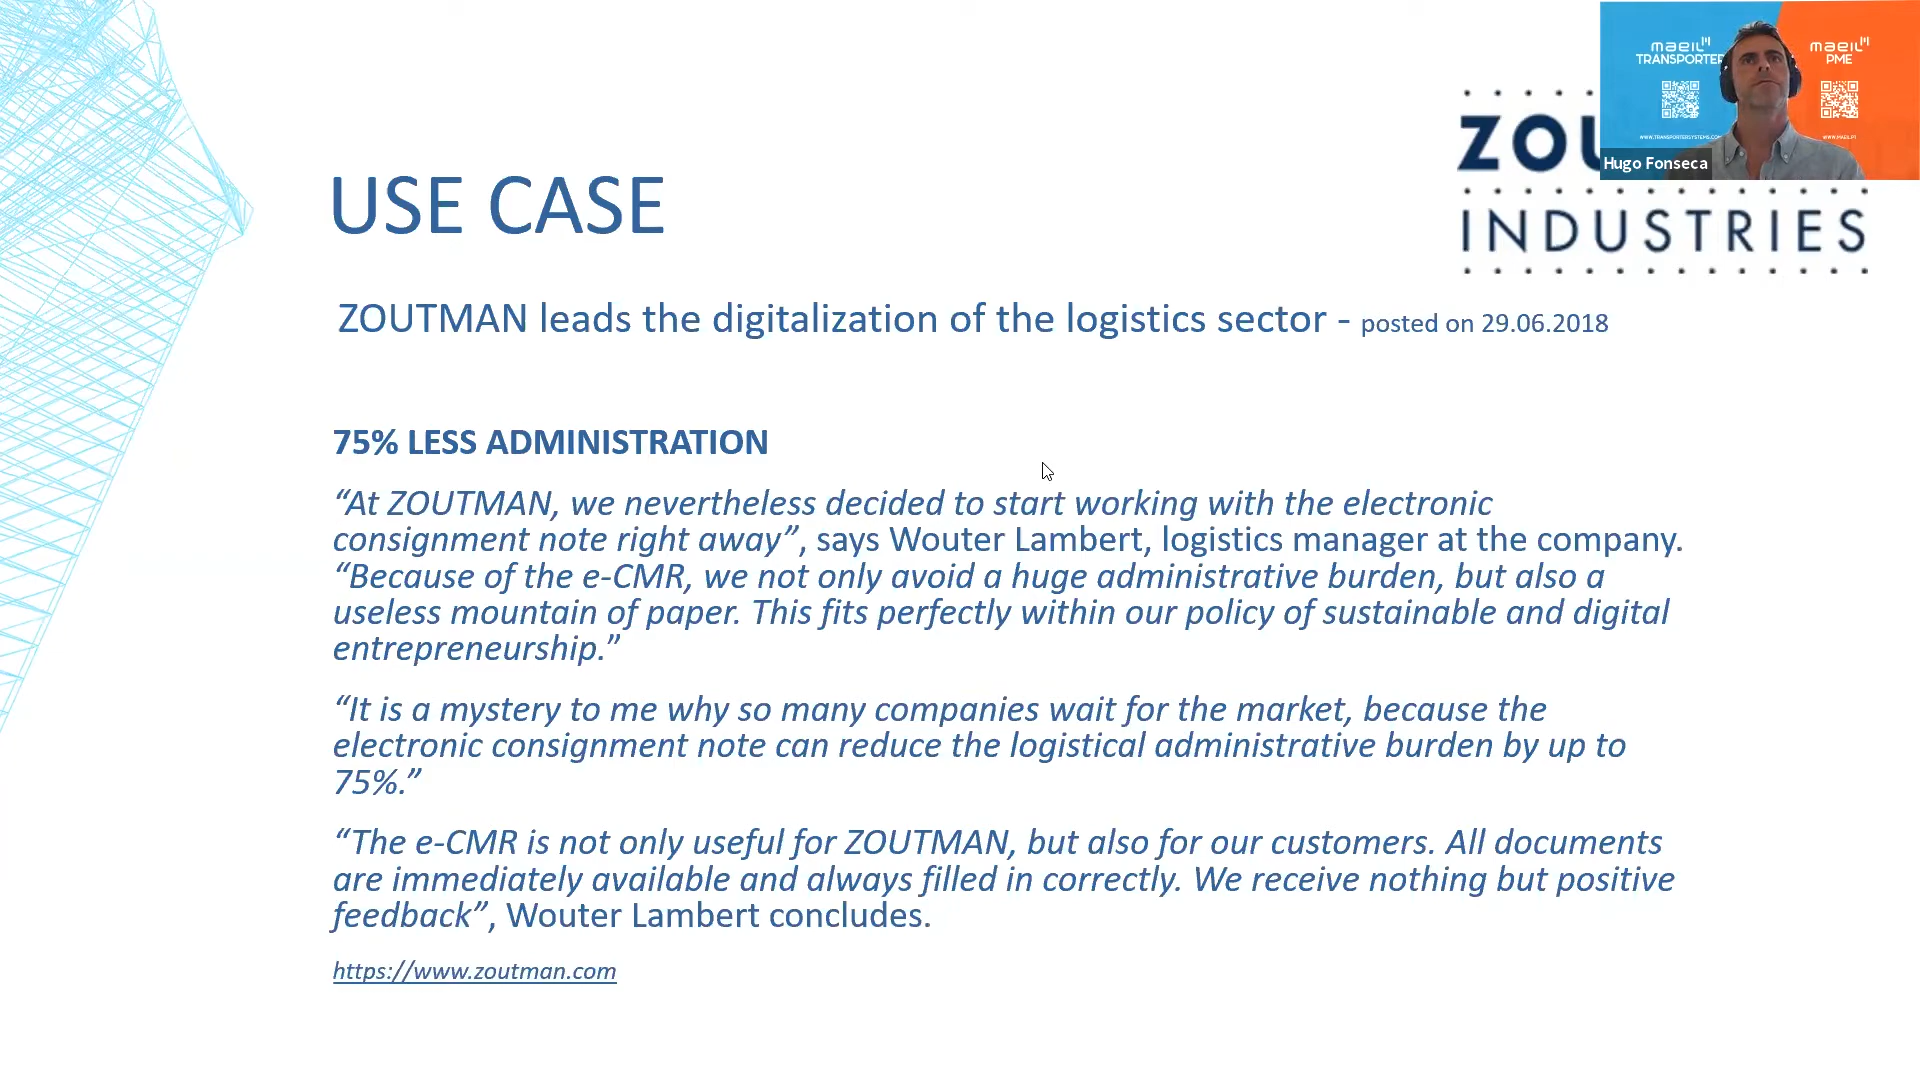 maeil
TRANSPORTER
maeil
PME
WWW.MAEIL.PT
Hugo Fonseca
ZOU
INDUSTRIES
USE CASE
ZOUTMAN leads the digitalization of the logistics sector - posted on 29.06.2018
75% LESS ADMINISTRATION
“At ZOUTMAN, we nevertheless decided to start working with the electronic
consignment note right away”, says Wouter Lambert, logistics manager at the company.
“Because of the e-CMR, we not only avoid a huge administrative burden, but also a
useless mountain of paper. This fits perfectly within our policy of sustainable and digital
entrepreneurship.”
“It is a mystery to me why so many companies wait for the market, because the
electronic consignment note can reduce the logistical administrative burden by up to
75%.”
“The e-CMR is not only useful for ZOUTMAN, but also for our customers. All documents
are immediately available and always filled in correctly. We receive nothing but positive
feedback”, Wouter Lambert concludes.
https://www.zoutman.com